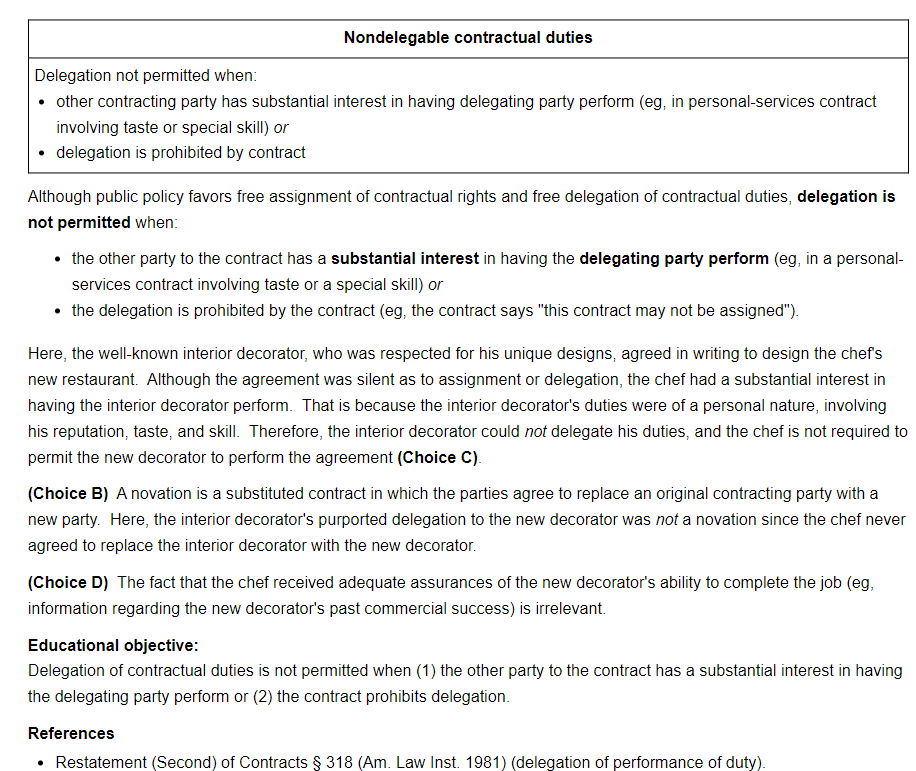 Nondelegable contractual duties
Delegation not permitted when:
• other contracting party has substantial interest in having delegating party perform (eg, in personal-services contract
involving taste or special skill) or
• delegation is prohibited by contract
Although public policy favors free assignment of contractual rights and free delegation of contractual duties, delegation is
not permitted when:
• the other party to the contract has a substantial interest in having the delegating party perform (eg, in a personal-
services contract involving taste or a special skill) or
• the delegation is prohibited by the contract (eg, the contract says "this contract may not be assigned").
Here, the well-known interior decorator, who was respected for his unique designs, agreed in writing to design the chef's
new restaurant.  Although the agreement was silent as to assignment or delegation, the chef had a substantial interest in
having the interior decorator perform.  That is because the interior decorator's duties were of a personal nature, involving
his reputation, taste, and skill.  Therefore, the interior decorator could not delegate his duties, and the chef is not required to
permit the new decorator to perform the agreement (Choice C).
(Choice B)  A novation is a substituted contract in which the parties agree to replace an original contracting party with a
new party.  Here, the interior decorator's purported delegation to the new decorator was not a novation since the chef never
agreed to replace the interior decorator with the new decorator.
(Choice D)  The fact that the chef received adequate assurances of the new decorator's ability to complete the job (eg,
information regarding the new decorator's past commercial success) is irrelevant.
Educational objective:
Delegation of contractual duties is not permitted when (1) the other party to the contract has a substantial interest in having
the delegating party perform or (2) the contract prohibits delegation.
References
• Restatement (Second) of Contracts § 318 (Am. Law Inst. 1981) (delegation of performance of duty).